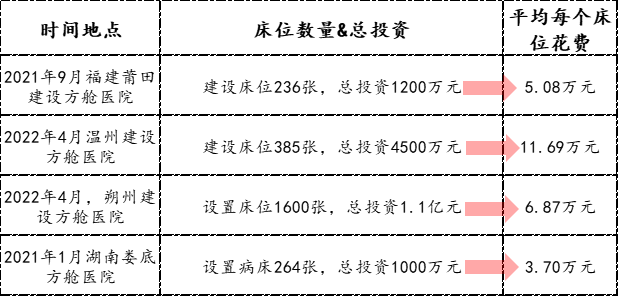 时间地点
床位数量&总投资
平均每个床
位花费
2021年9月福建莆田
建设方舱医院
建设床位236张，总投资1200万元
5.08万元
2022年4月温州建设
方舱医院
建设床位385张，总投资4500万元
11.69万元
2022年4月，朔州建
设方舱医院
设置床位1600张，总投资1.1亿元
6.87万元
2021年1月湖南娄底
方舱医院
设置病床264张，总投资1000万元
3.70万元